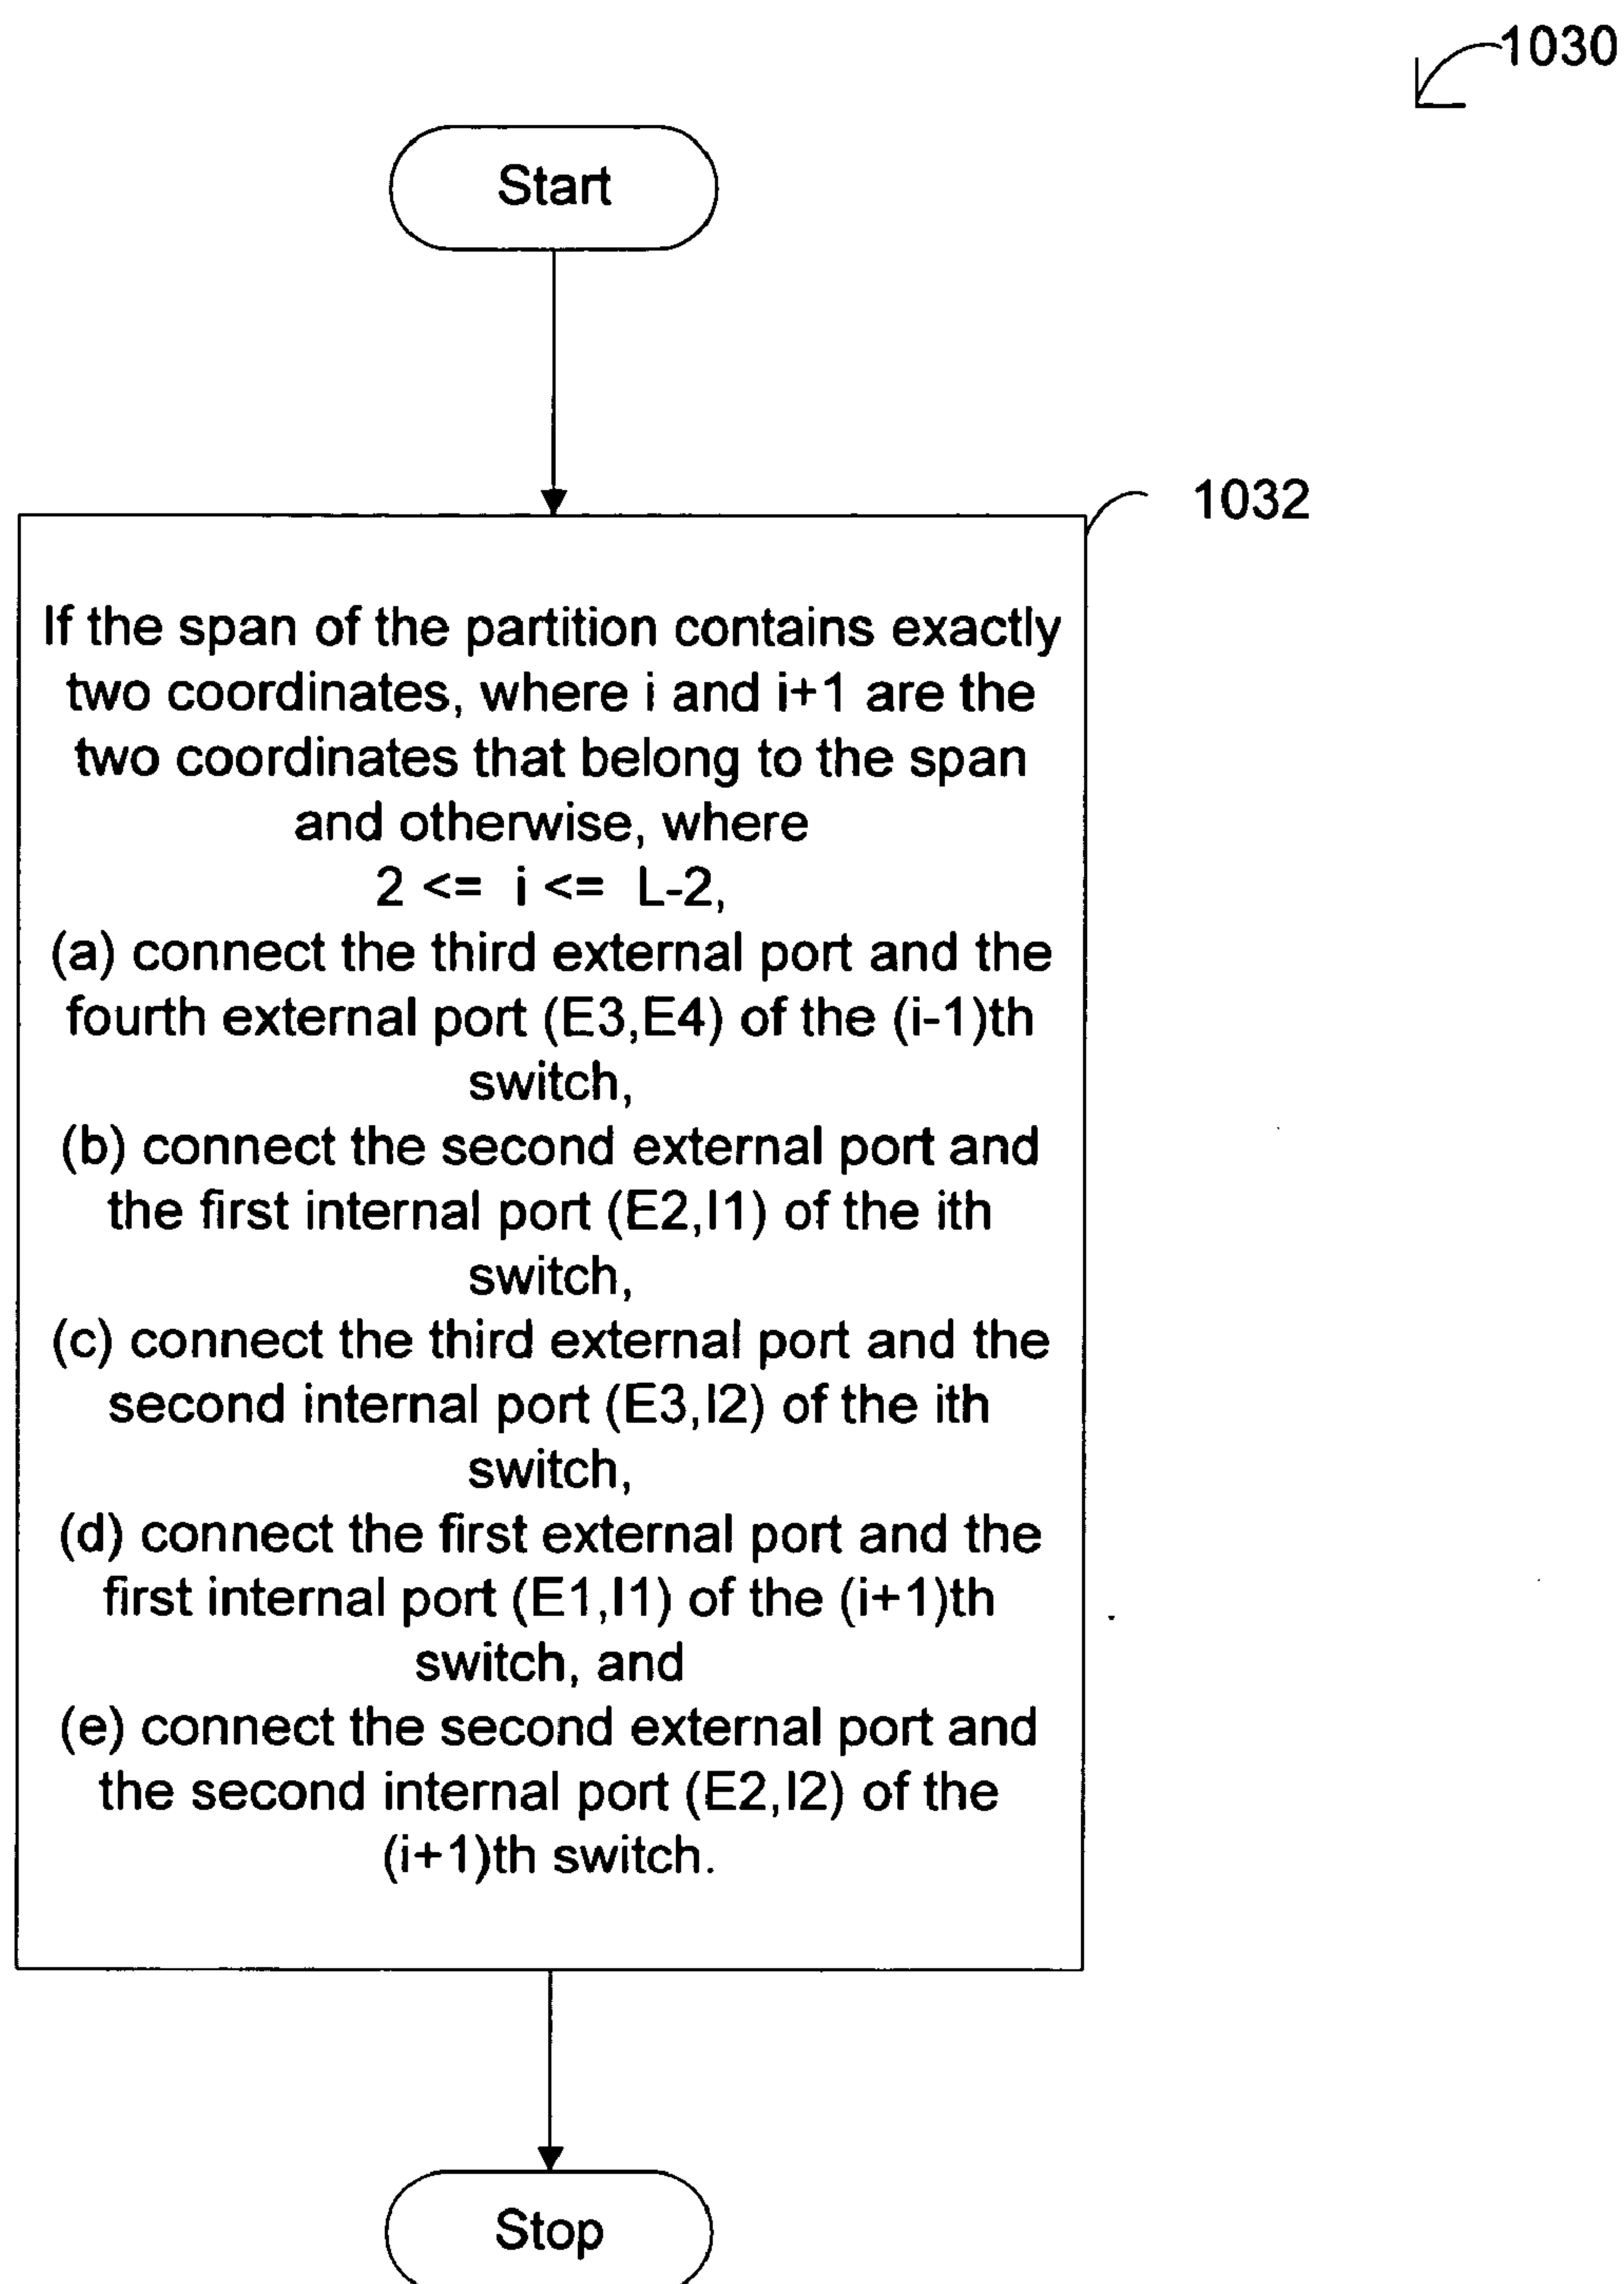 1030
Start
1032
If the span of the partition contains exactly
two coordinates, where i and i+1 are the
two coordinates that belong to the span
and otherwise, where
2 <= i <= L-2,
(a) connect the third external port and the
fourth external port (E3,E4) of the (i-1)th
switch,
(b) connect the second external port and
the first internal port (E2,I1) of the ith
switch,
(c) connect the third external port and the
second internal port (E3,I2) of the ith
switch,
(d) connect the first external port and the
first internal port (E1,I1) of the (i+1)th
switch, and
(e) connect the second external port and
the second internal port (E2,I2) of the
(i+1)th switch.
Stop